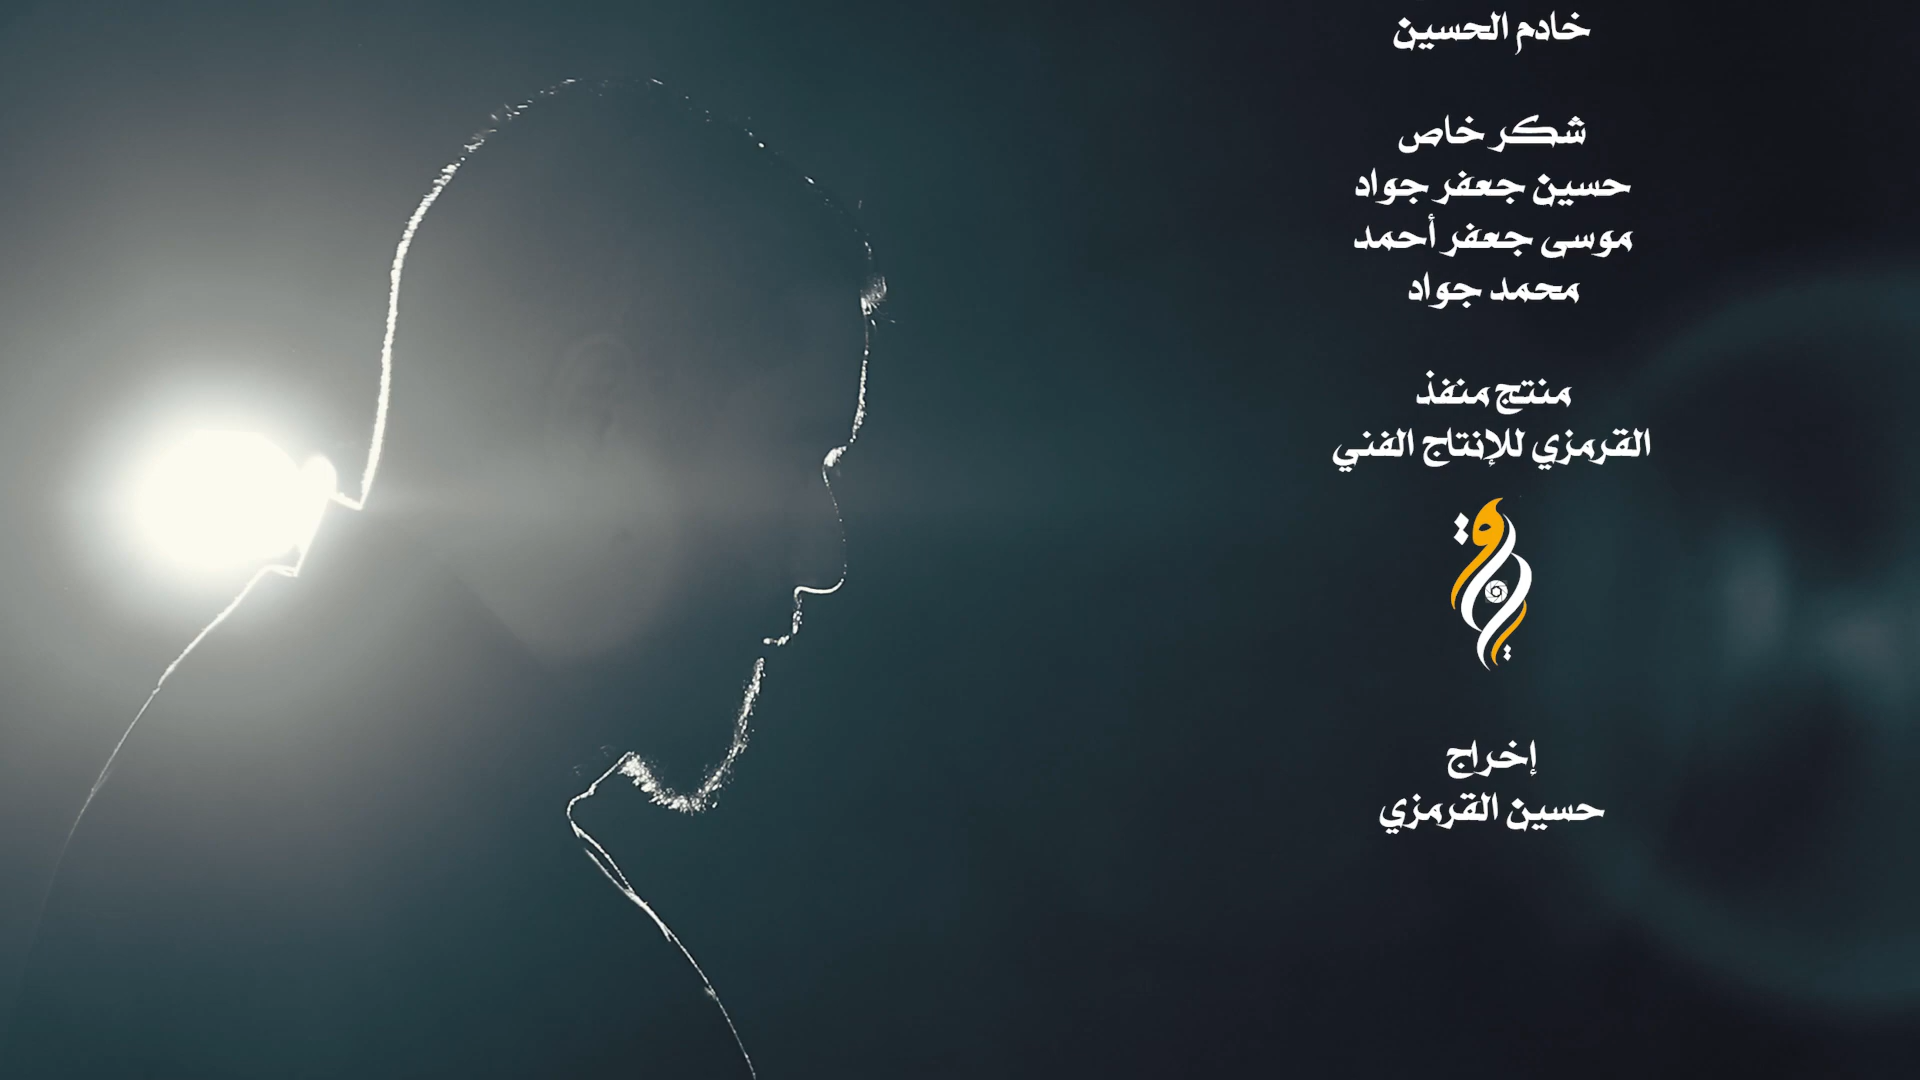 خادم الحسين
شكر خاص
حسين جعفر جواد
موسى جعفر أحمد
محمد جواد
منتج منفذ
القرمزي للإنتاج الفني
إخراج
حسين القرمزي